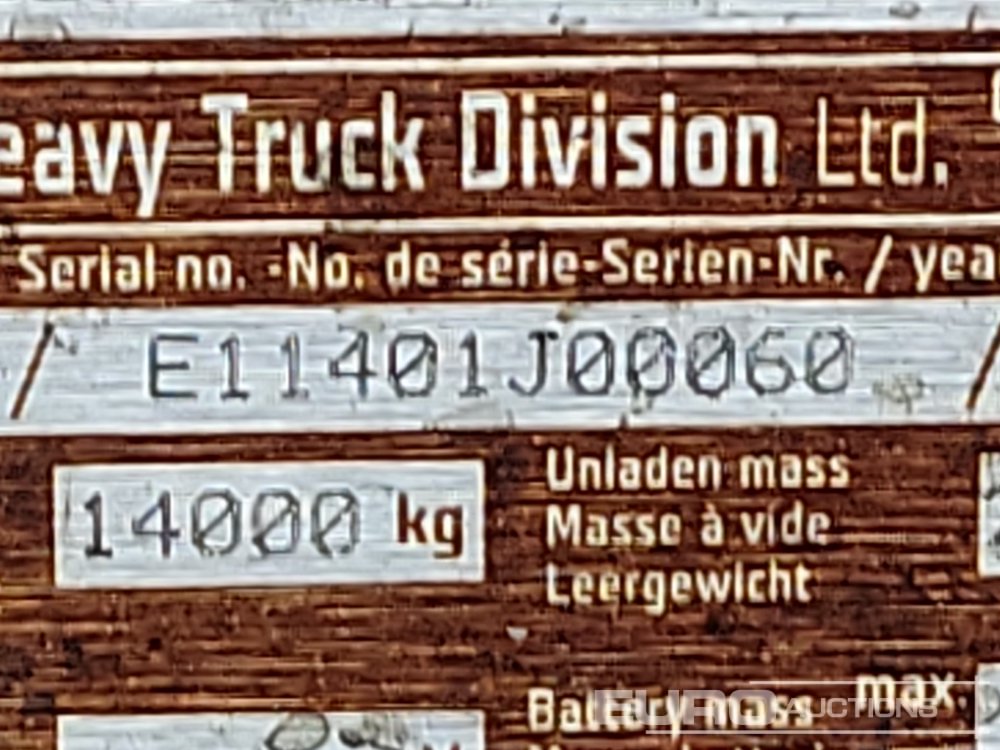 eavy Truck Division Ltd.
Serial no. -No. de série-Serien-Nr. / yea
/ E11401J00060 /
14000 kg
Unladen mass
Masse à vide
Leergewicht
Battery mass max.
EURO AUCTIONS